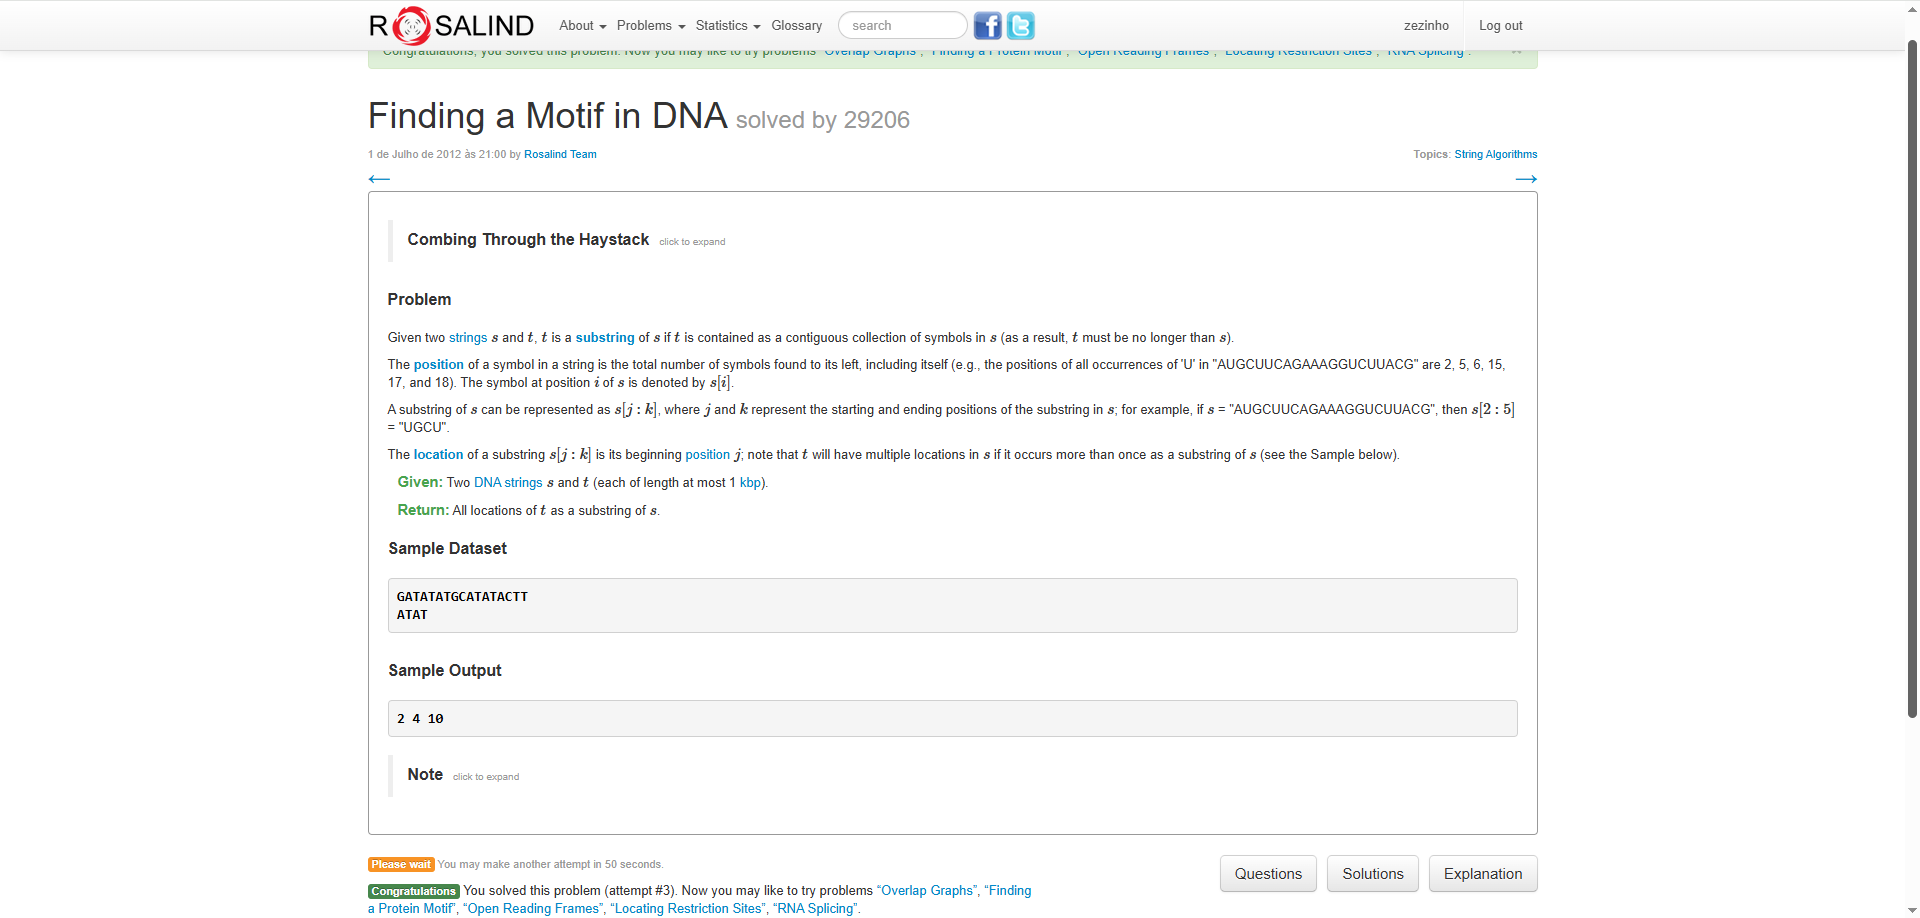 ROSALIND About Problems Statistics Glossary search zezinho Log out
Congratulations, you solved this problem. Now you may like to try problems "Overlap Graphs", "Finding a Protein Motif", "Open Reading Frames", "Locating Restriction Sites", "RNA Splicing".
Finding a Motif in DNA solved by 29206
1 de Julho de 2012 às 21:00 by Rosalind Team Topics: String Algorithms
← →
Combing Through the Haystack click to expand
Problem
Given two strings s and t, t is a substring of s if t is contained as a contiguous collection of symbols in s (as a result, t must be no longer than s).
The position of a symbol in a string is the total number of symbols found to its left, including itself (e.g., the positions of all occurrences of 'U' in "AUGCUUCAGAAAGGUCUUACG" are 2, 5, 6, 15,
17, and 18). The symbol at position i of s is denoted by s[i].
A substring of s can be represented as s[j : k], where j and k represent the starting and ending positions of the substring in s; for example, if s = "AUGCUUCAGAAAGGUCUUACG", then s[2 : 5]
= "UGCU".
The location of a substring s[j : k] is its beginning position j; note that t will have multiple locations in s if it occurs more than once as a substring of s (see the Sample below).
Given: Two DNA strings s and t (each of length at most 1 kbp).
Return: All locations of t as a substring of s.
Sample Dataset
GATATATGCATATACTT
ATAT
Sample Output
2 4 10
Note click to expand
Please wait You may make another attempt in 50 seconds.
Questions Solutions Explanation
Congratulations You solved this problem (attempt #3). Now you may like to try problems “Overlap Graphs”, “Finding
a Protein Motif”, “Open Reading Frames”, “Locating Restriction Sites”, “RNA Splicing”.